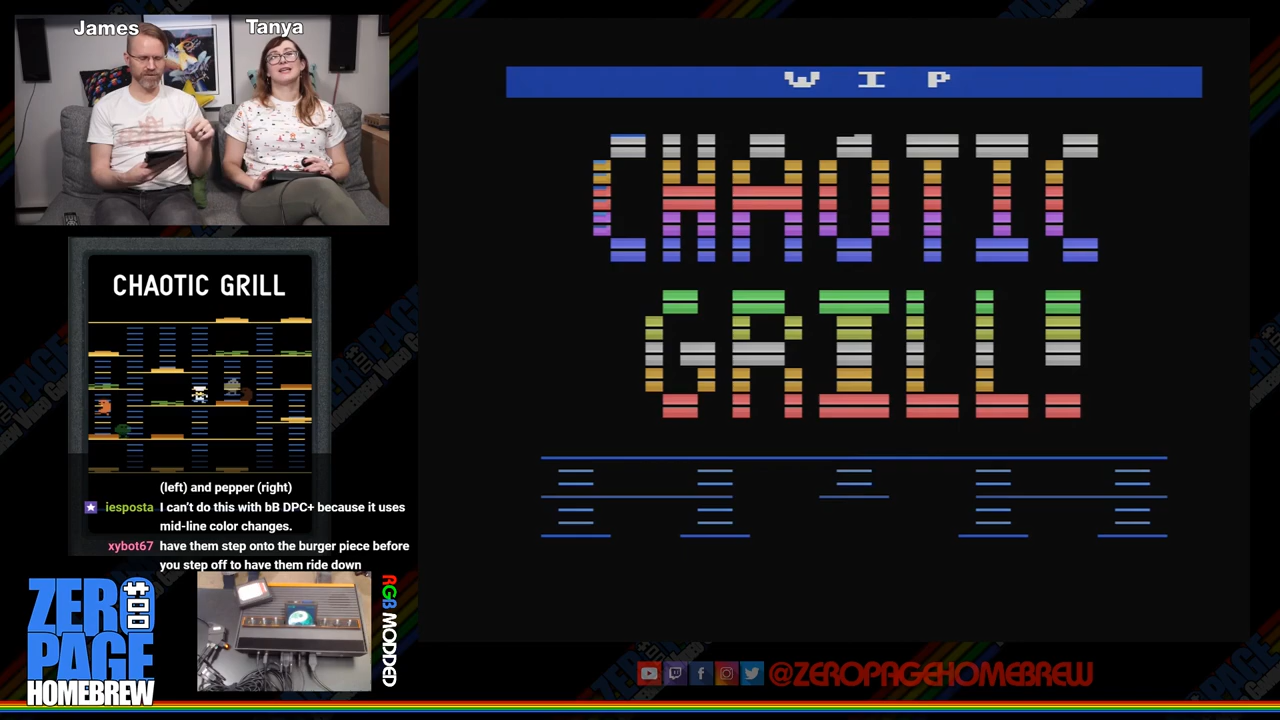 James
Tanya
WIP
CHAOTIC
GRILL!
CHAOTIC GRILL
(left) and pepper (right)
iesposta I can't do this with bB DPC+ because it uses
mid-line color changes.
xybot67 have them step onto the burger piece before
you step off to have them ride down
RGB MODDED
ZERO
PAGE
HOMEBREW
@ZEROPAGEHOMEBREW